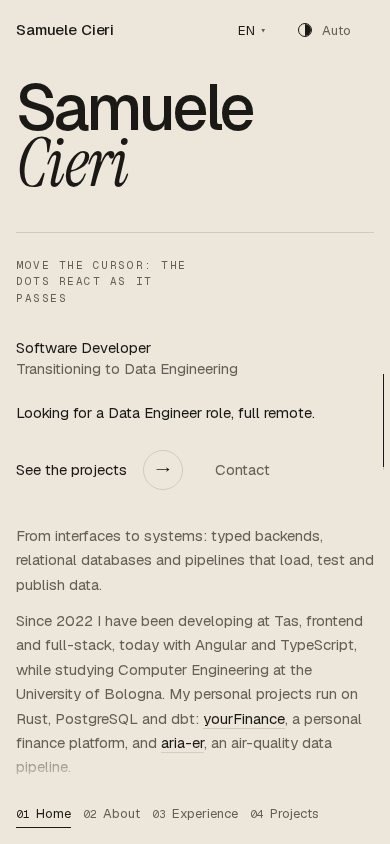 Samuele Cieri
EN ▾
Auto
Samuele
Cieri
MOVE THE CURSOR: THE
DOTS REACT AS IT
PASSES
Software Developer
Transitioning to Data Engineering
Looking for a Data Engineer role, full remote.
See the projects → Contact
From interfaces to systems: typed backends,
relational databases and pipelines that load, test and
publish data.
Since 2022 I have been developing at Tas, frontend
and full-stack, today with Angular and TypeScript,
while studying Computer Engineering at the
University of Bologna. My personal projects run on
Rust, PostgreSQL and dbt: yourFinance, a personal
finance platform, and aria-er, an air-quality data
pipeline.
01 Home 02 About 03 Experience 04 Projects